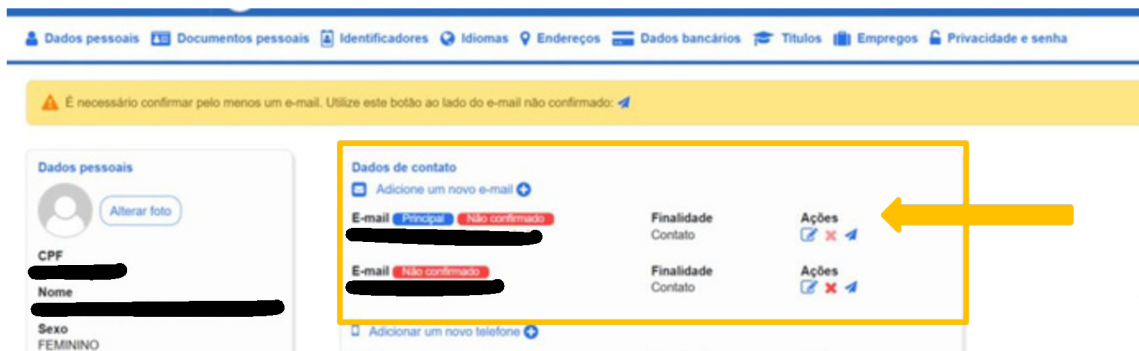 Dados pessoais Documentos pessoais Identificadores Idiomas Endereços Dados bancários Titulos Empregos Privacidade e senha
É necessário confirmar pelo menos um e-mail. Utilize este botão ao lado do e-mail não confirmado:
Dados pessoais
Alterar foto
CPF
Nome
Sexo
FEMININO
Dados de contato
Adicione um novo e-mail
E-mail Principal Não confirmado Finalidade Ações
Contato
E-mail Não confirmado Finalidade Ações
Contato
Adicionar um novo telefone